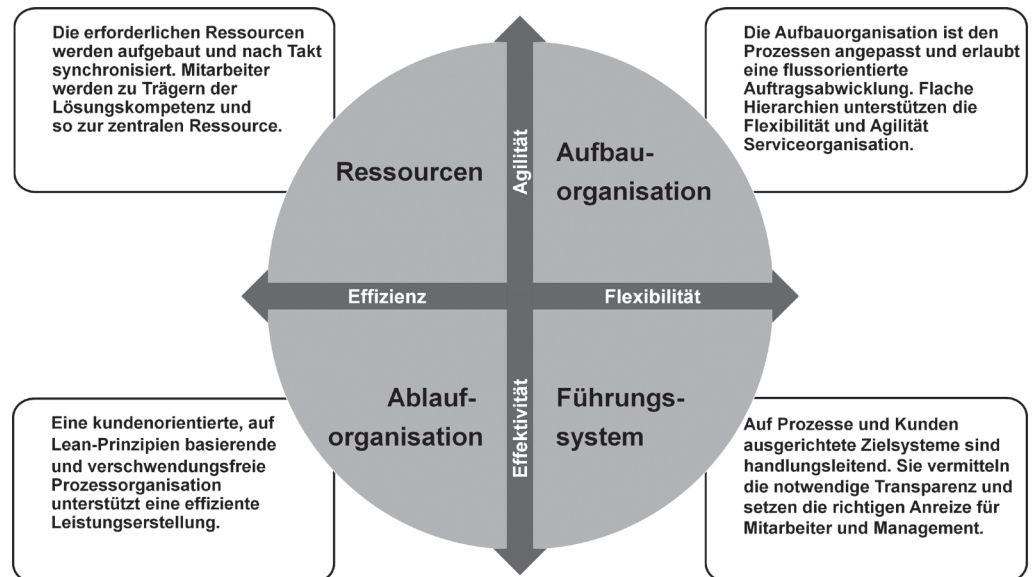 Die erforderlichen Ressourcen
werden aufgebaut und nach Takt
synchronisiert. Mitarbeiter
werden zu Trägern der
Lösungskompetenz und
so zur zentralen Ressource.
Die Aufbauorganisation ist den
Prozessen angepasst und erlaubt
eine flussorientierte
Auftragsabwicklung. Flache
Hierarchien unterstützen die
Flexibilität und Agilität
Serviceorganisation.
Ressourcen
Agilität
Aufbau-
organisation
Effizienz
Flexibilität
Ablauf-
organisation
Effektivität
Führungs-
system
Eine kundenorientierte, auf
Lean-Prinzipien basierende
und verschwendungsfreie
Prozessorganisation
unterstützt eine effiziente
Leistungserstellung.
Auf Prozesse und Kunden
ausgerichtete Zielsysteme sind
handlungsleitend. Sie vermitteln
die notwendige Transparenz und
setzen die richtigen Anreize für
Mitarbeiter und Management.